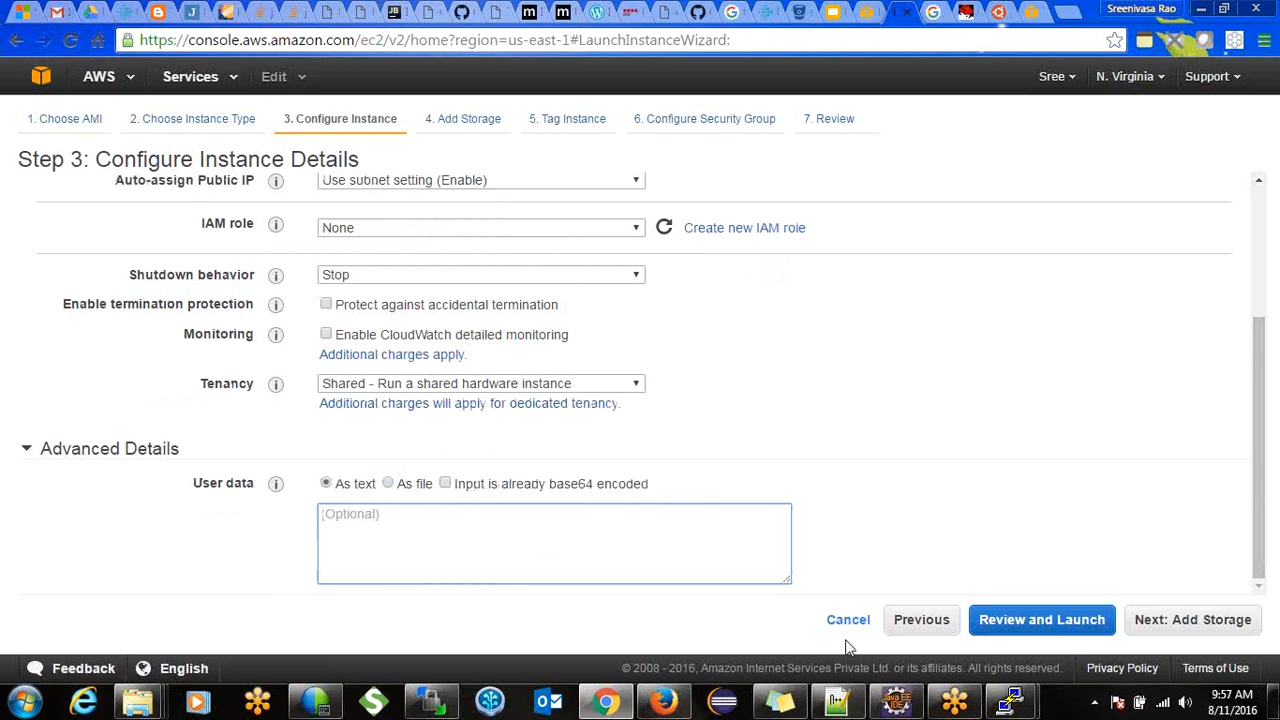 Sreenivasa Rao
https://console.aws.amazon.com/ec2/v2/home?region=us-east-1#LaunchInstanceWizard:
AWS Services Edit Sree N. Virginia Support
1. Choose AMI 2. Choose Instance Type 3. Configure Instance 4. Add Storage 5. Tag Instance 6. Configure Security Group 7. Review
Step 3: Configure Instance Details
Auto-assign Public IP Use subnet setting (Enable)
IAM role None Create new IAM role
Shutdown behavior Stop
Enable termination protection Protect against accidental termination
Monitoring Enable CloudWatch detailed monitoring
Additional charges apply.
Tenancy Shared - Run a shared hardware instance
Additional charges will apply for dedicated tenancy.
Advanced Details
User data As text As file Input is already base64 encoded
(Optional)
Cancel Previous Review and Launch Next: Add Storage
Feedback English © 2008 - 2016, Amazon Internet Services Private Ltd. or its affiliates. All rights reserved. Privacy Policy Terms of Use
9:57 AM
8/11/2016